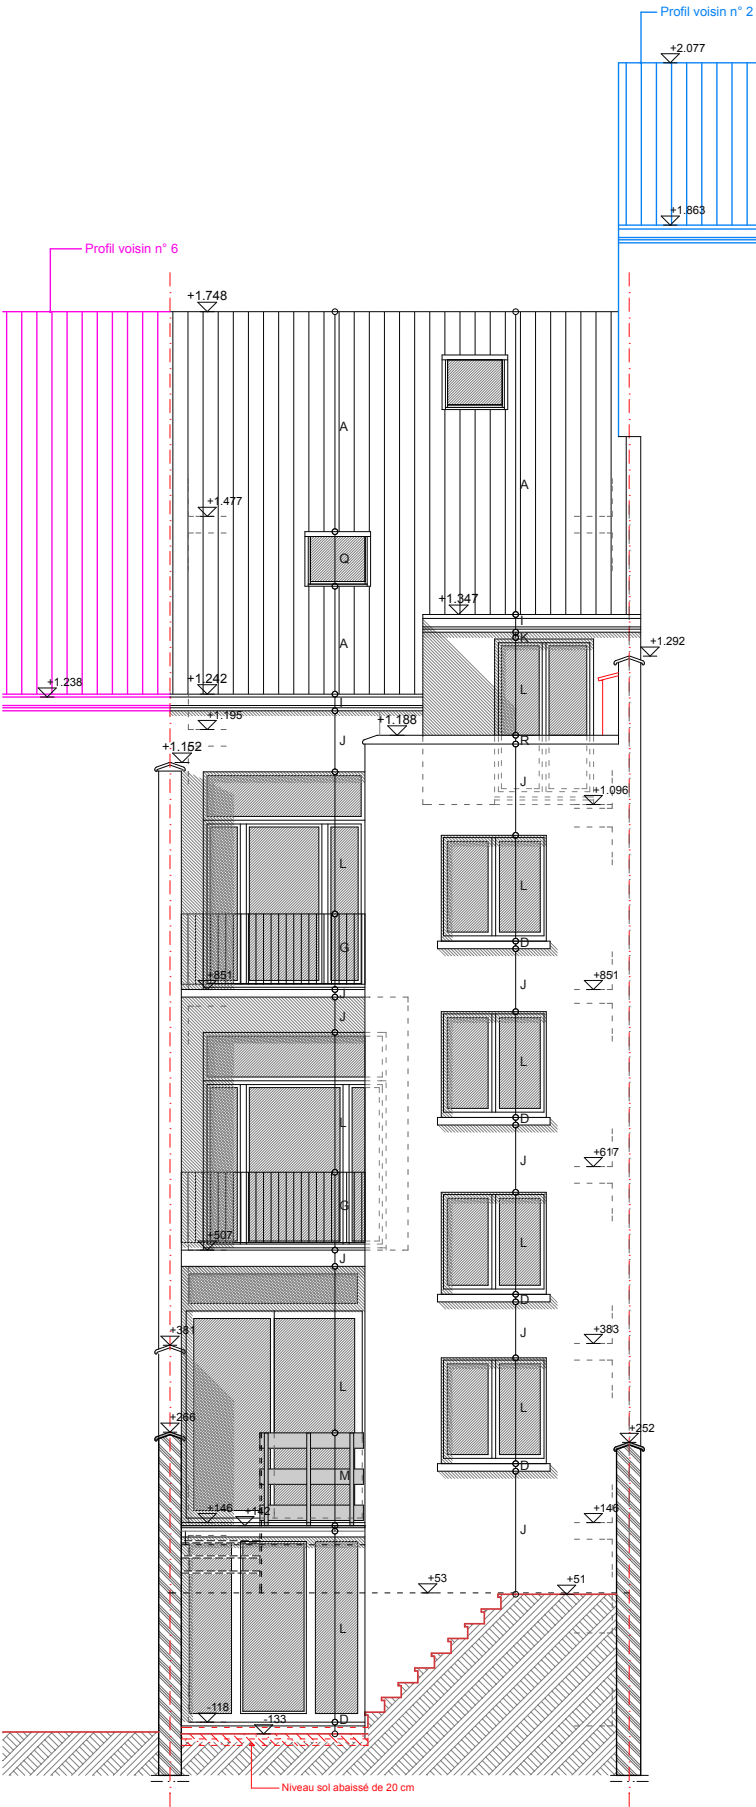 Profil voisin n° 2
+2.077
+1.863
Profil voisin n° 6
+1.748
A
A
+1.477
Q
+1.347
I
K
A
+1.292
+1.238
+1.242
L
I
+1.195
+1.188
J
R
+1.152
J
+1.096
L
L
G
D
+851
J
J
+851
J
L
L
D
+617
J
G
L
+507
J
D
J
+383
+381
L
L
+266
+252
D
M
+146
+142
J
+146
+53
+51
L
-118
D
-133
Niveau sol abaissé de 20 cm